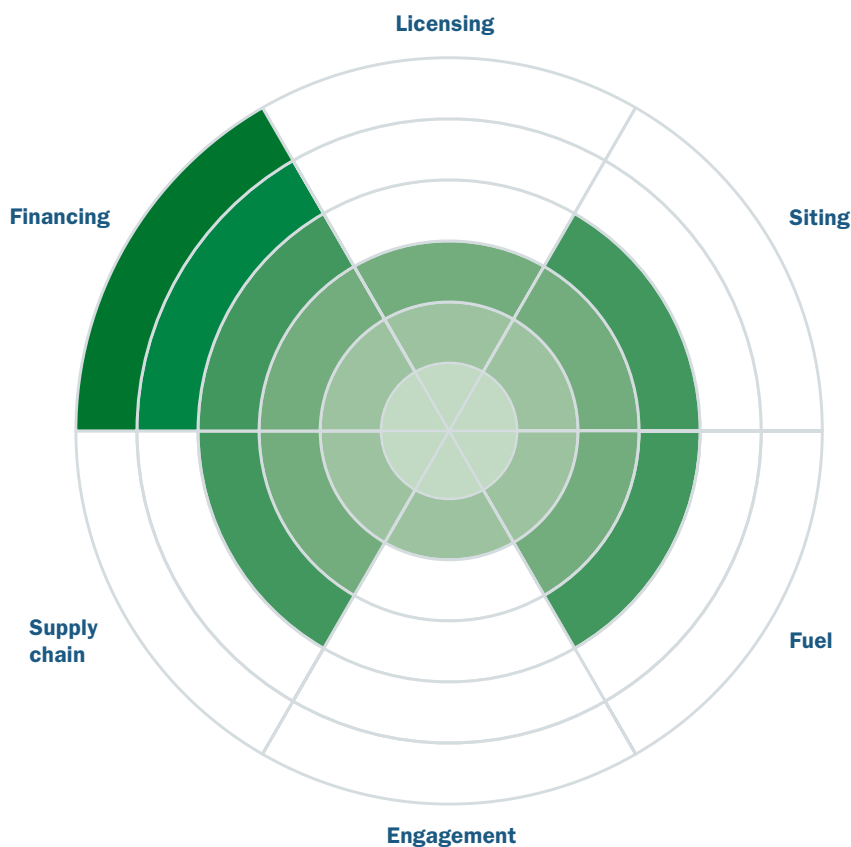 Licensing
Financing
Siting
Supply
chain
Fuel
Engagement